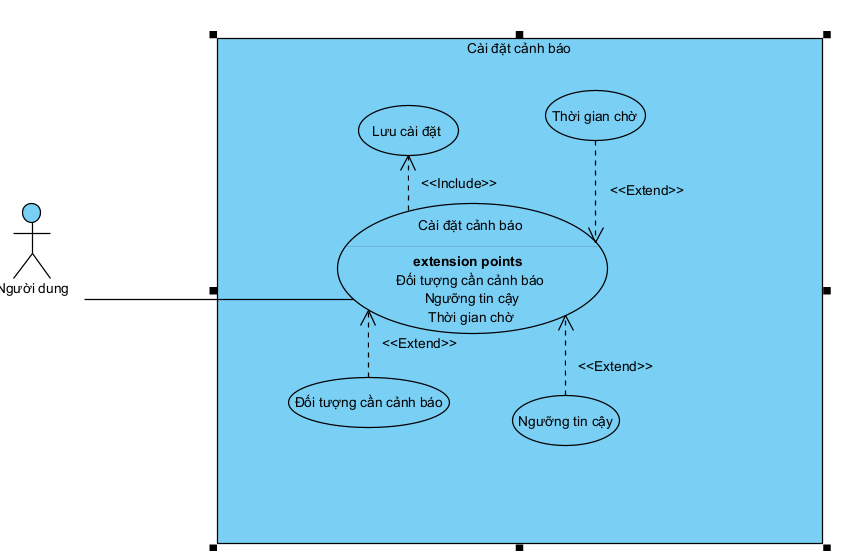 Cài đặt cảnh báo
Thời gian chờ
Lưu cài đặt
<<Include>>
<<Extend>>
Cài đặt cảnh báo
extension points
Đối tượng cần cảnh báo
Ngưỡng tin cậy
Thời gian chờ
Người dung
<<Extend>>
<<Extend>>
Đối tượng cần cảnh báo
Ngưỡng tin cậy